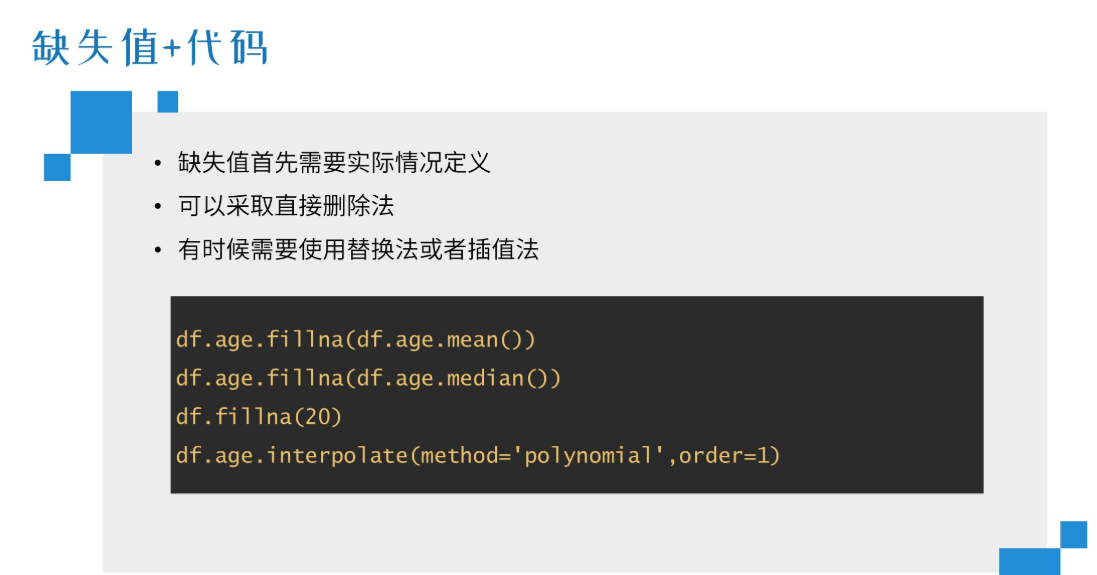 缺失值+代码
• 缺失值首先需要实际情况定义
• 可以采取直接删除法
• 有时候需要使用替换法或者插值法
df.age.fillna(df.age.mean())
df.age.fillna(df.age.median())
df.fillna(20)
df.age.interpolate(method='polynomial',order=1)